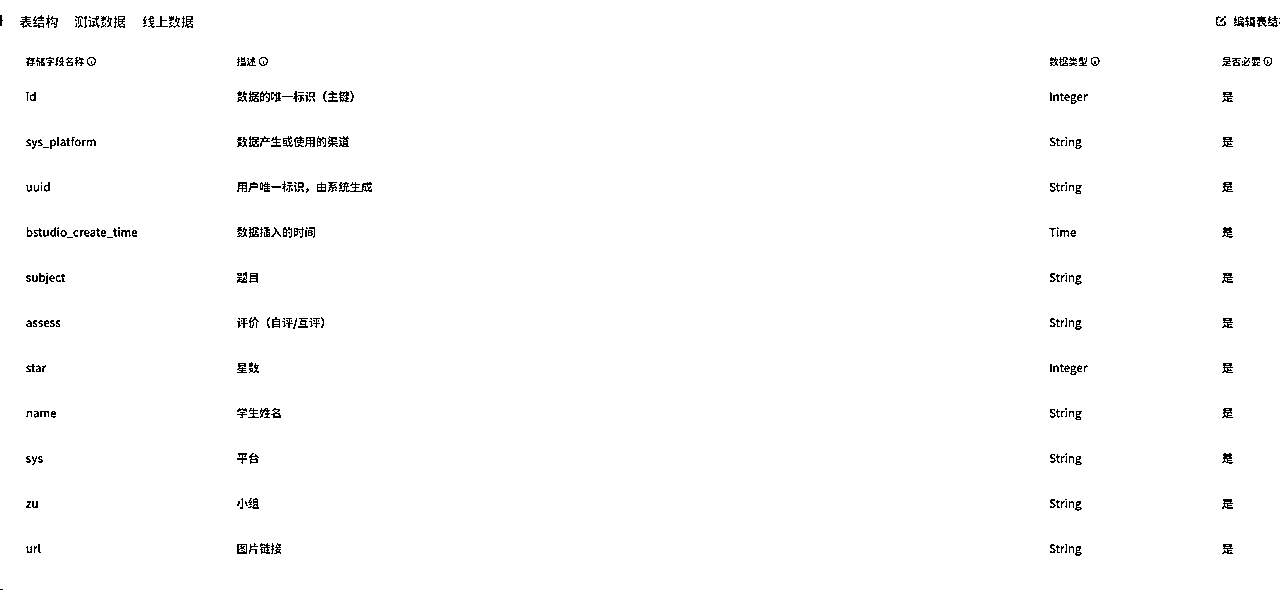 表结构 测试数据 线上数据 编辑表结
存储字段名称 描述 数据类型 是否必要
id 数据的唯一标识（主键） Integer 是
sys_platform 数据产生或使用的渠道 String 是
uuid 用户唯一标识，由系统生成 String 是
bstudio_create_time 数据插入的时间 Time 是
subject 题目 String 是
assess 评价（自评/互评） String 是
star 星数 Integer 是
name 学生姓名 String 是
sys 平台 String 是
zu 小组 String 是
url 图片链接 String 是